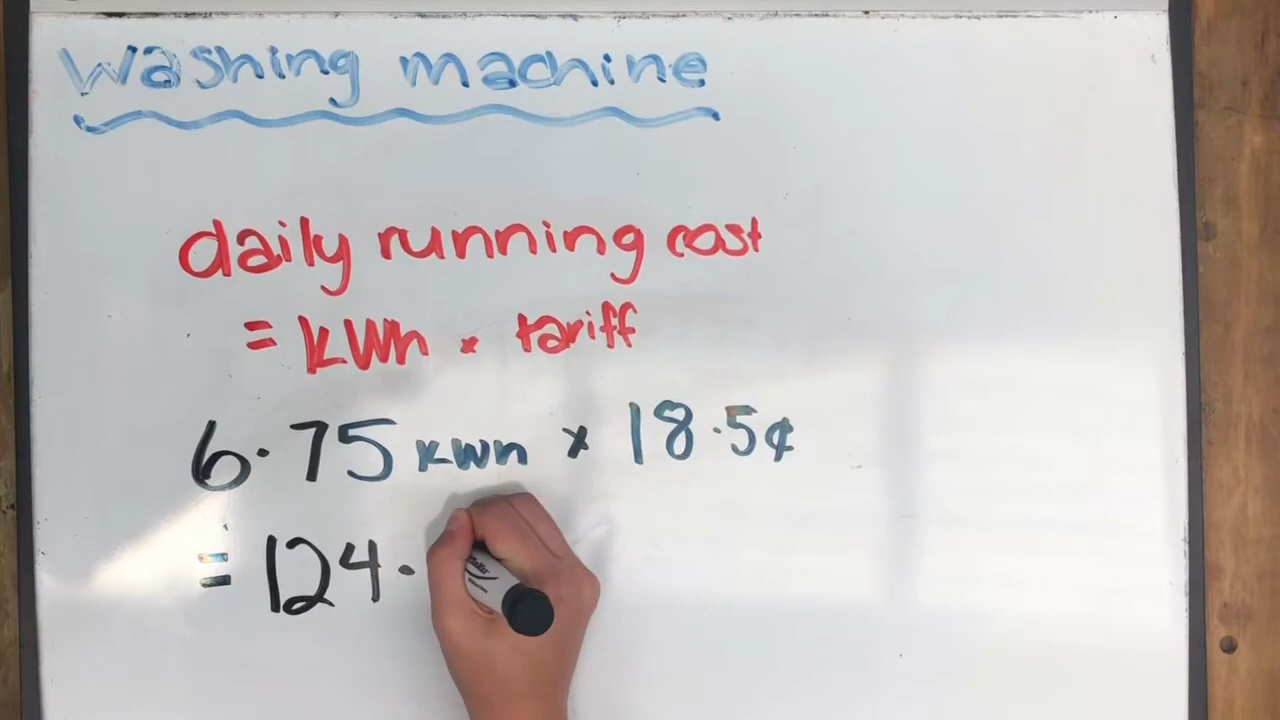 Washing machine
daily running cost
= kWh × tariff
6.75 kwh × 18.5¢
= 124.